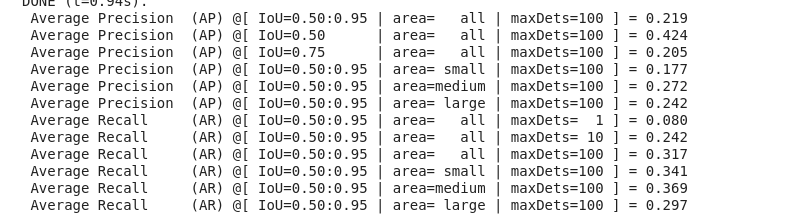 DONE (t=0.94s).
Average Precision  (AP) @[ IoU=0.50:0.95 | area=   all | maxDets=100 ] = 0.219
Average Precision  (AP) @[ IoU=0.50      | area=   all | maxDets=100 ] = 0.424
Average Precision  (AP) @[ IoU=0.75      | area=   all | maxDets=100 ] = 0.205
Average Precision  (AP) @[ IoU=0.50:0.95 | area= small | maxDets=100 ] = 0.177
Average Precision  (AP) @[ IoU=0.50:0.95 | area=medium | maxDets=100 ] = 0.272
Average Precision  (AP) @[ IoU=0.50:0.95 | area= large | maxDets=100 ] = 0.242
Average Recall     (AR) @[ IoU=0.50:0.95 | area=   all | maxDets=  1 ] = 0.080
Average Recall     (AR) @[ IoU=0.50:0.95 | area=   all | maxDets= 10 ] = 0.242
Average Recall     (AR) @[ IoU=0.50:0.95 | area=   all | maxDets=100 ] = 0.317
Average Recall     (AR) @[ IoU=0.50:0.95 | area= small | maxDets=100 ] = 0.341
Average Recall     (AR) @[ IoU=0.50:0.95 | area=medium | maxDets=100 ] = 0.369
Average Recall     (AR) @[ IoU=0.50:0.95 | area= large | maxDets=100 ] = 0.297